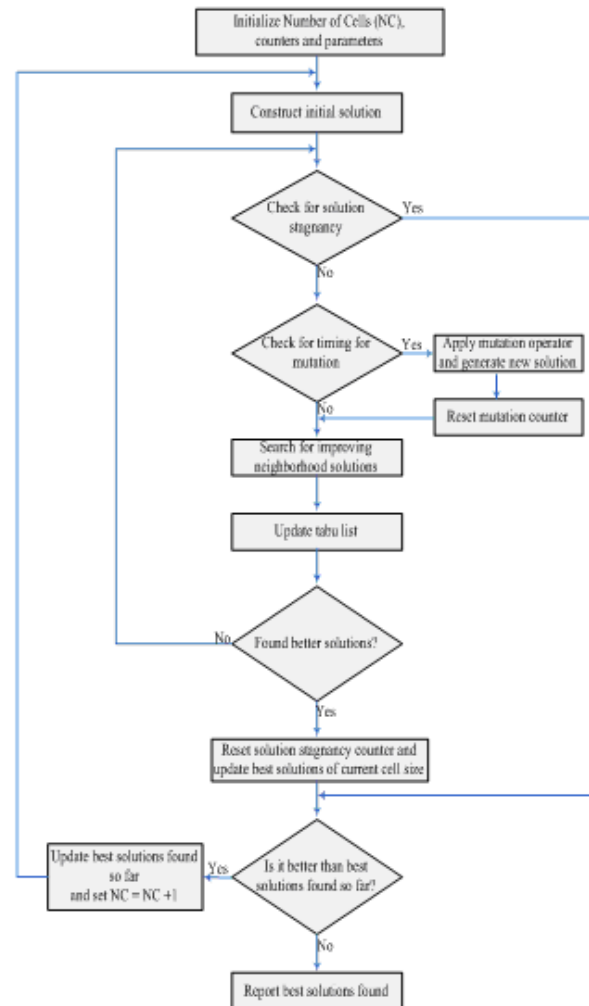 Initialize Number of Cells (NC),
counters and parameters
Construct initial solution
Check for solution
stagnancy
Yes
No
Check for timing for
mutation
Yes
Apply mutation operator
and generate new solution
Reset mutation counter
No
Search for improving
neighborhood solutions
Update tabu list
Found better solutions?
No
Yes
Reset solution stagnancy counter and
update best solutions of current cell size
Is it better than best
solutions found so far?
Yes
Update best solutions found
so far
and set NC = NC +1
No
Report best solutions found